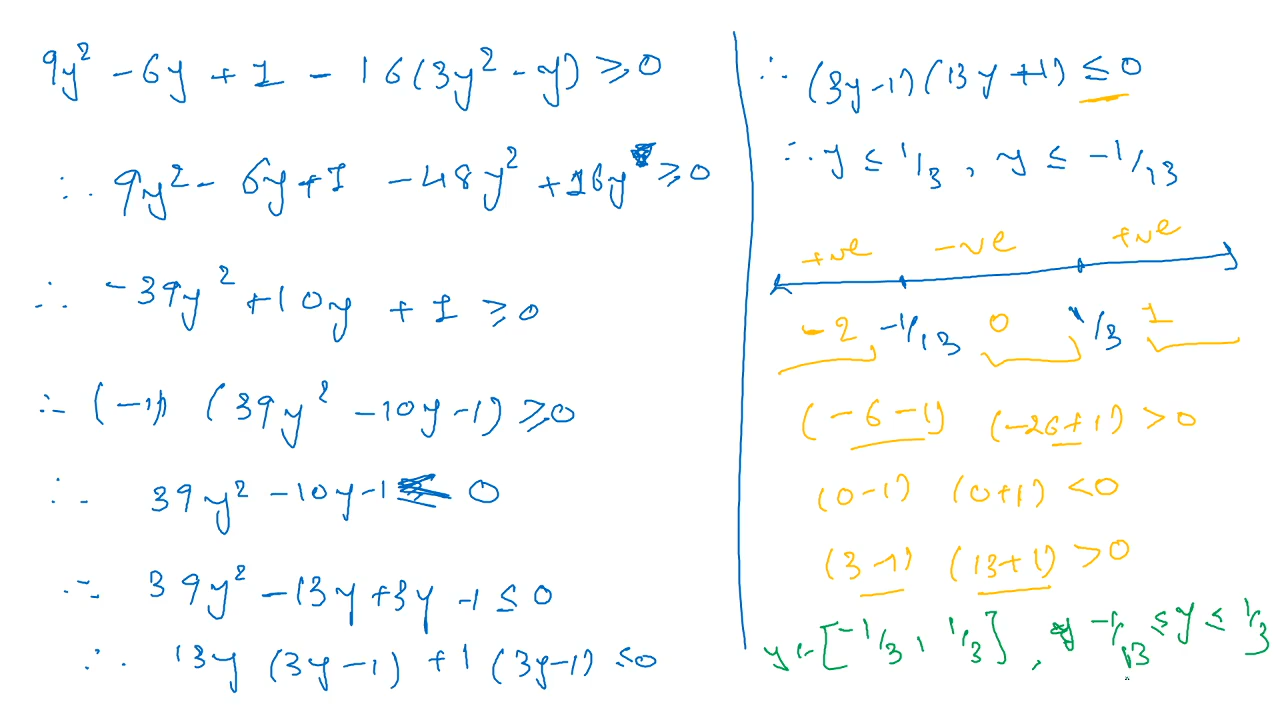 9y² - 6y + 1 - 16(3y² - y) ≥ 0
∴ 9y² - 6y + 1 - 48y² + 16y ≥ 0
∴ -39y² + 10y + 1 ≥ 0
∴ (-1) (39y² - 10y - 1) ≥ 0
∴ 39y² - 10y - 1 ≤ 0
∴ 39y² - 13y + 3y - 1 ≤ 0
∴ 13y (3y - 1) + 1 (3y - 1) ≤ 0
∴ (3y - 1) (13y + 1) ≤ 0
∴ y ≤ 1/3, y ≤ -1/13
+ve -ve +ve
-2 -1/13 0 1/3 1
(-6 - 1) (-26 + 1) > 0
(0 - 1) (0 + 1) < 0
(3 - 1) (13 + 1) > 0
y ∈ [-1/3, 1/3], -1/13 ≤ y ≤ 1/3